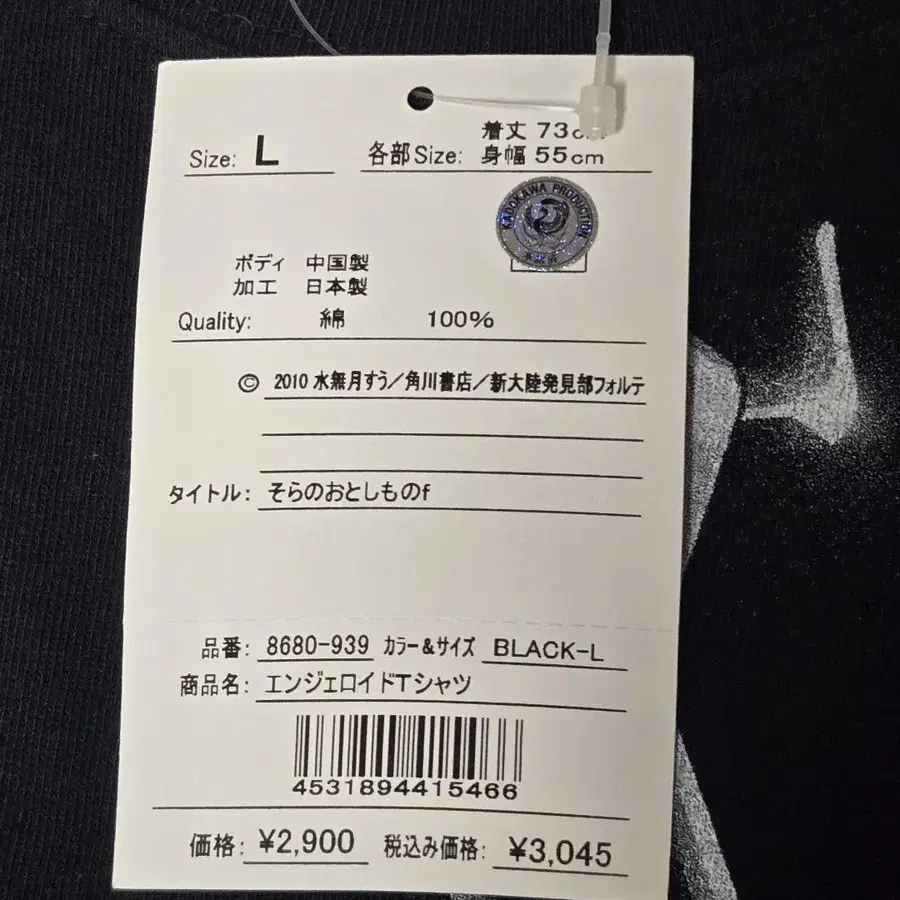 着丈 73cm
Size: L 各部Size: 身幅 55cm
KADOKAWA PRODUCTION
ボディ 中国製
加工 日本製
Quality: 綿 100%
© 2010 水無月すう／角川書店／新大陸発見部フォルテ
タイトル: そらのおとしものf
品番: 8680-939 カラー&サイズ BLACK-L
商品名: エンジェロイドTシャツ
4531894415466
価格: ¥2,900 税込み価格: ¥3,045